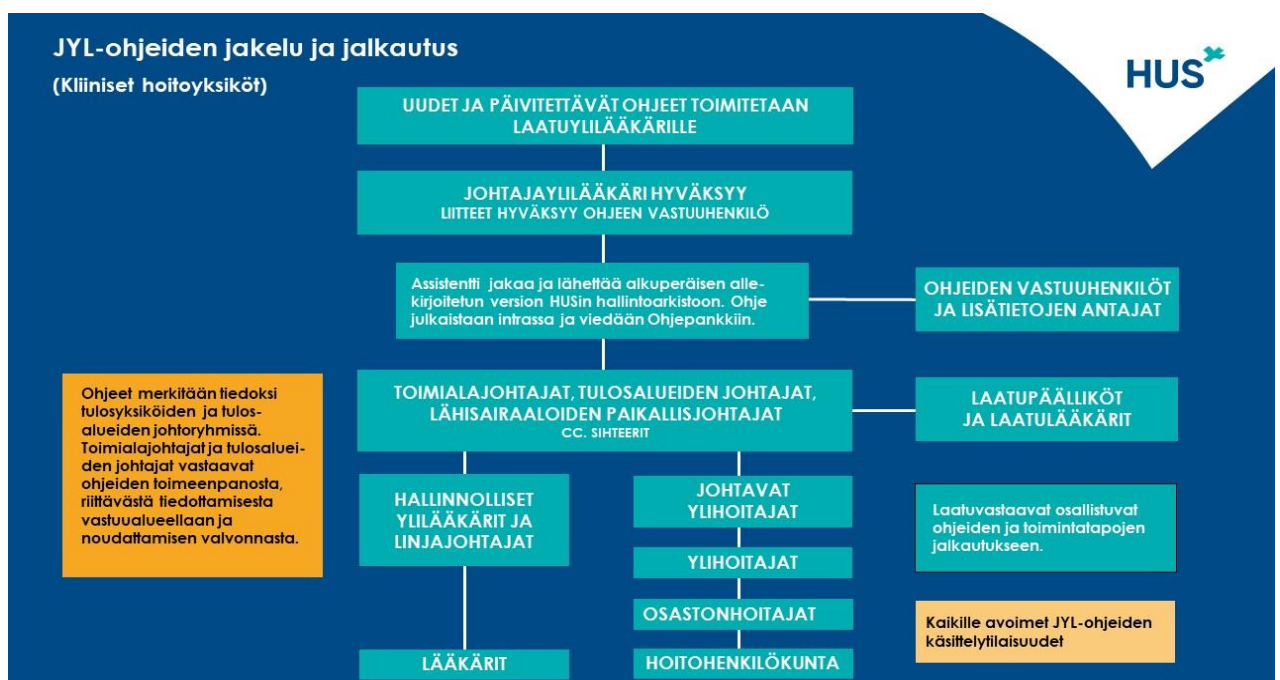 JYL-ohjeiden jakelu ja jalkautus
(Kliiniset hoitoyksiköt)
HUS
UUDET JA PÄIVITETTÄVÄT OHJEET TOIMITETAAN
LAATUYLILÄÄKÄRILLE
JOHTAJAYLILÄÄKÄRI HYVÄKSYY
LIITTEET HYVÄKSYY OHJEEN VASTUUHENKILÖ
Assistentti jakaa ja lähettää alkuperäisen alle-
kirjoitetun version HUSin hallintoarkistoon. Ohje
julkaistaan intrassa ja viedään Ohjepankkiin.
OHJEIDEN VASTUUHENKILÖT
JA LISÄTIETOJEN ANTAJAT
Ohjeet merkitään tiedoksi
tulosyksiköiden ja tulos-
alueiden johtoryhmissä.
Toimialajohtajat ja tulosaluei-
den johtajat vastaavat
ohjeiden toimeenpanosta,
riittävästä tiedottamisesta
vastuualueellaan ja
noudattamisen valvonnasta.
TOIMIALAJOHTAJAT, TULOSALUEIDEN JOHTAJAT,
LÄHISAIRAALOIDEN PAIKALLISJOHTAJAT
CC. SIHTEERIT
LAATUPÄÄLLIKÖT
JA LAATULÄÄKÄRIT
HALLINNOLLISET
YLILÄÄKÄRIT JA
LINJAJOHTAJAT
LÄÄKÄRIT
JOHTAVAT
YLIHOITAJAT
YLIHOITAJAT
OSASTONHOITAJAT
HOITOHENKILÖKUNTA
Laatuvastaavat osallistuvat
ohjeiden ja toimintatapojen
jalkautukseen.
Kaikille avoimet JYL-ohjeiden
käsittelytilaisuudet